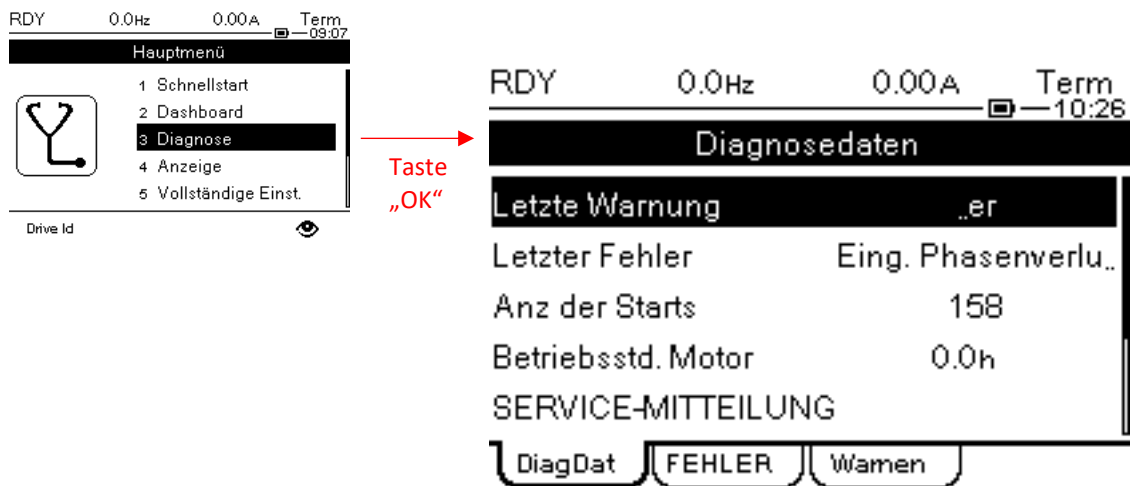 RDY 0.0Hz 0.00A Term
09:07
Hauptmenü
1 Schnellstart
2 Dashboard
3 Diagnose
4 Anzeige
5 Vollständige Einst.
Drive Id
Taste
„OK“
RDY 0.0Hz 0.00A Term
10:26
Diagnosedaten
Letzte Warnung ..er
Letzter Fehler Eing. Phasenverlu..
Anz der Starts 158
Betriebsstd. Motor 0.0h
SERVICE-MITTEILUNG
DiagDat FEHLER Warnen